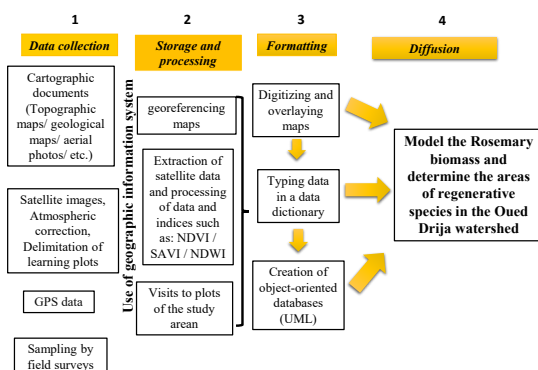 1
Data collection
Cartographic
documents
(Topographic
maps/ geological
maps/ aerial
photos/ etc.)
Satellite images,
Atmospheric
correction,
Delimitation of
learning plots
GPS data
Sampling by
field surveys
Use of geographic information system
2
Storage and
processing
georeferencing
maps
Extraction of
satellite data
and processing
of data and
indices such
as: NDVI /
SAVI / NDWI
Visits to plots
of the study
arean
3
Formatting
Digitizing and
overlaying
maps
Typing data
in a data
dictionary
Creation of
object-oriented
databases
(UML)
4
Diffusion
Model the Rosemary
biomass and
determine the areas
of regenerative
species in the Oued
Drija watershed